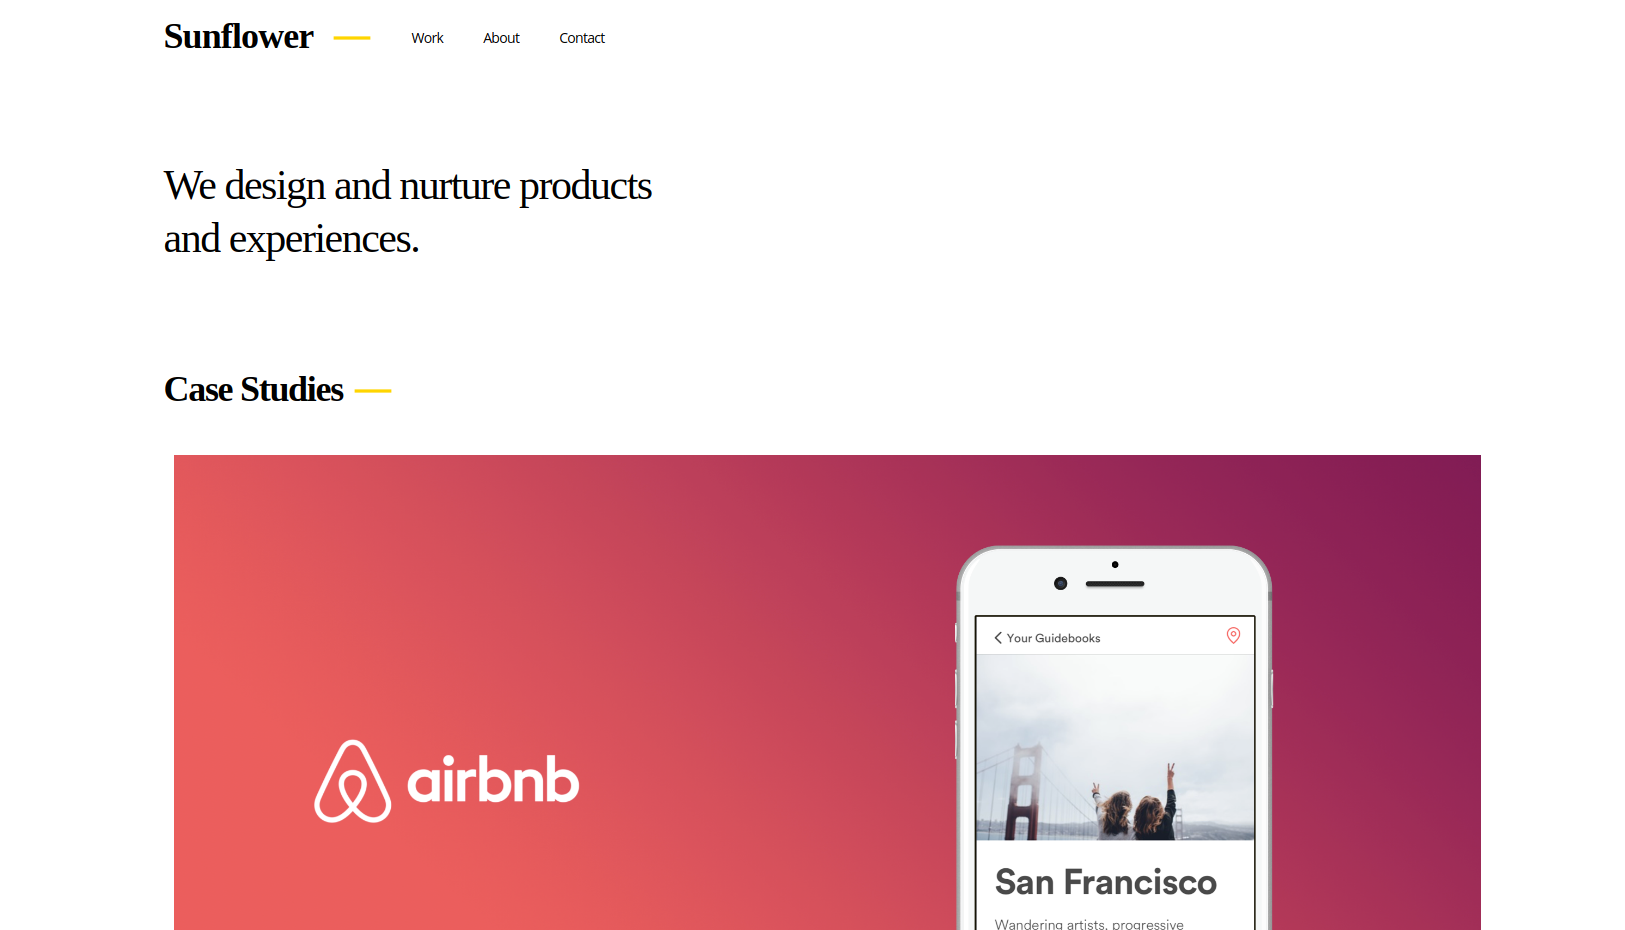 Sunflower
Work
About
Contact
We design and nurture products
and experiences.
Case Studies
airbnb
Your Guidebooks
San Francisco
Wandering artists, progressive